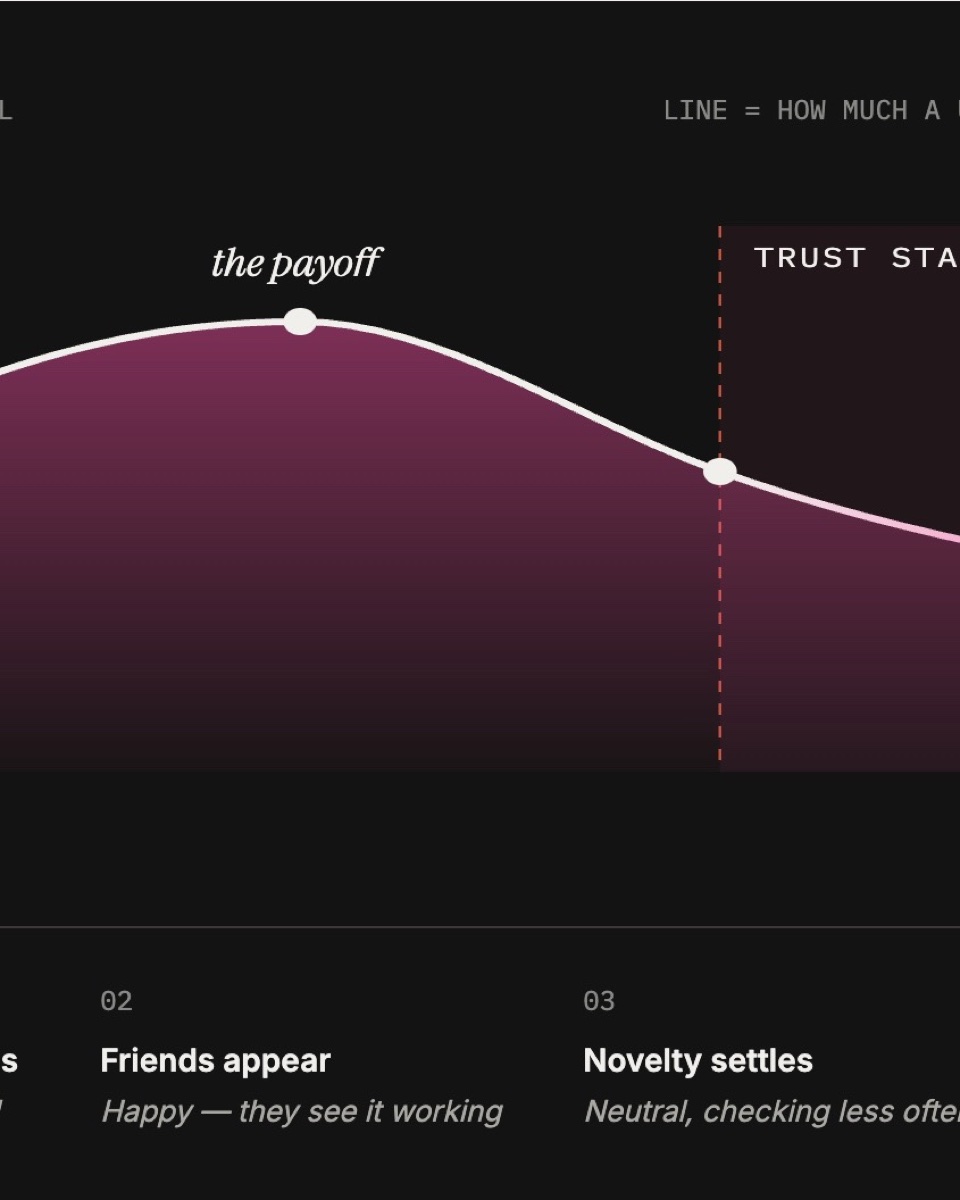 L
LINE = HOW MUCH A
the payoff
TRUST STA
02
03
s
Friends appear
Novelty settles
Happy — they see it working
Neutral, checking less ofte